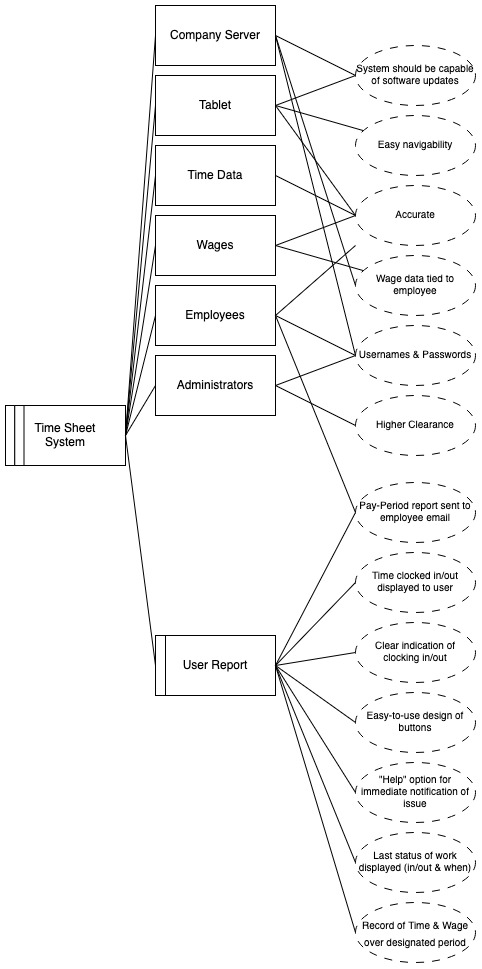 Company Server
System should be capable
of software updates
Tablet
Easy navigability
Time Data
Accurate
Wages
Wage data tied to
employee
Employees
Usernames & Passwords
Administrators
Higher Clearance
Time Sheet
System
Pay-Period report sent to
employee email
Time clocked in/out
displayed to user
User Report
Clear indication of
clocking in/out
Easy-to-use design of
buttons
"Help" option for
immediate notification of
issue
Last status of work
displayed (in/out & when)
Record of Time & Wage
over designated period